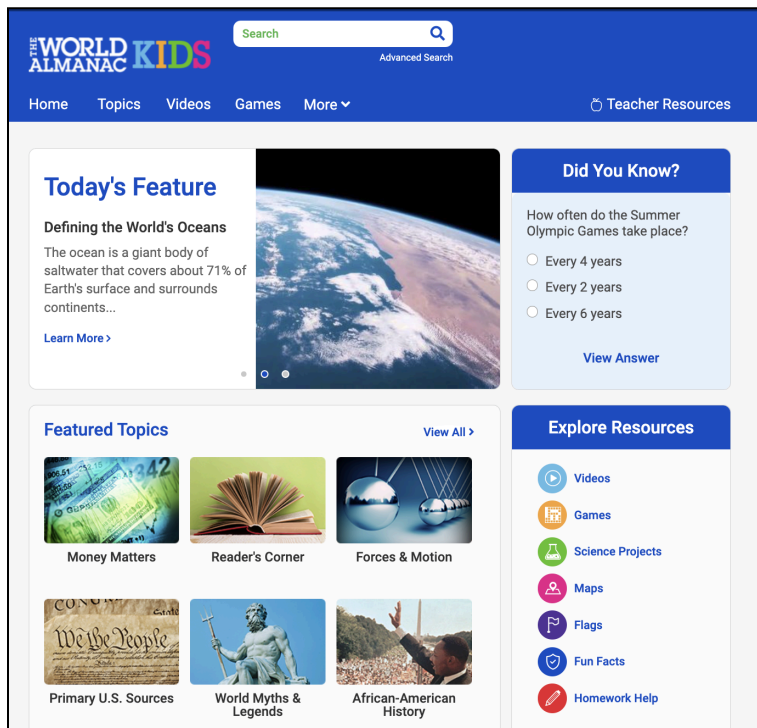 THE WORLD ALMANAC KIDS
Search
Advanced Search
Home Topics Videos Games More
Teacher Resources
Today's Feature
Defining the World's Oceans
The ocean is a giant body of
saltwater that covers about 71% of
Earth's surface and surrounds
continents...
Learn More
Did You Know?
How often do the Summer
Olympic Games take place?
Every 4 years
Every 2 years
Every 6 years
View Answer
Featured Topics
View All
Money Matters
Reader's Corner
Forces & Motion
We the People
Primary U.S. Sources
World Myths &
Legends
African-American
History
Explore Resources
Videos
Games
Science Projects
Maps
Flags
Fun Facts
Homework Help